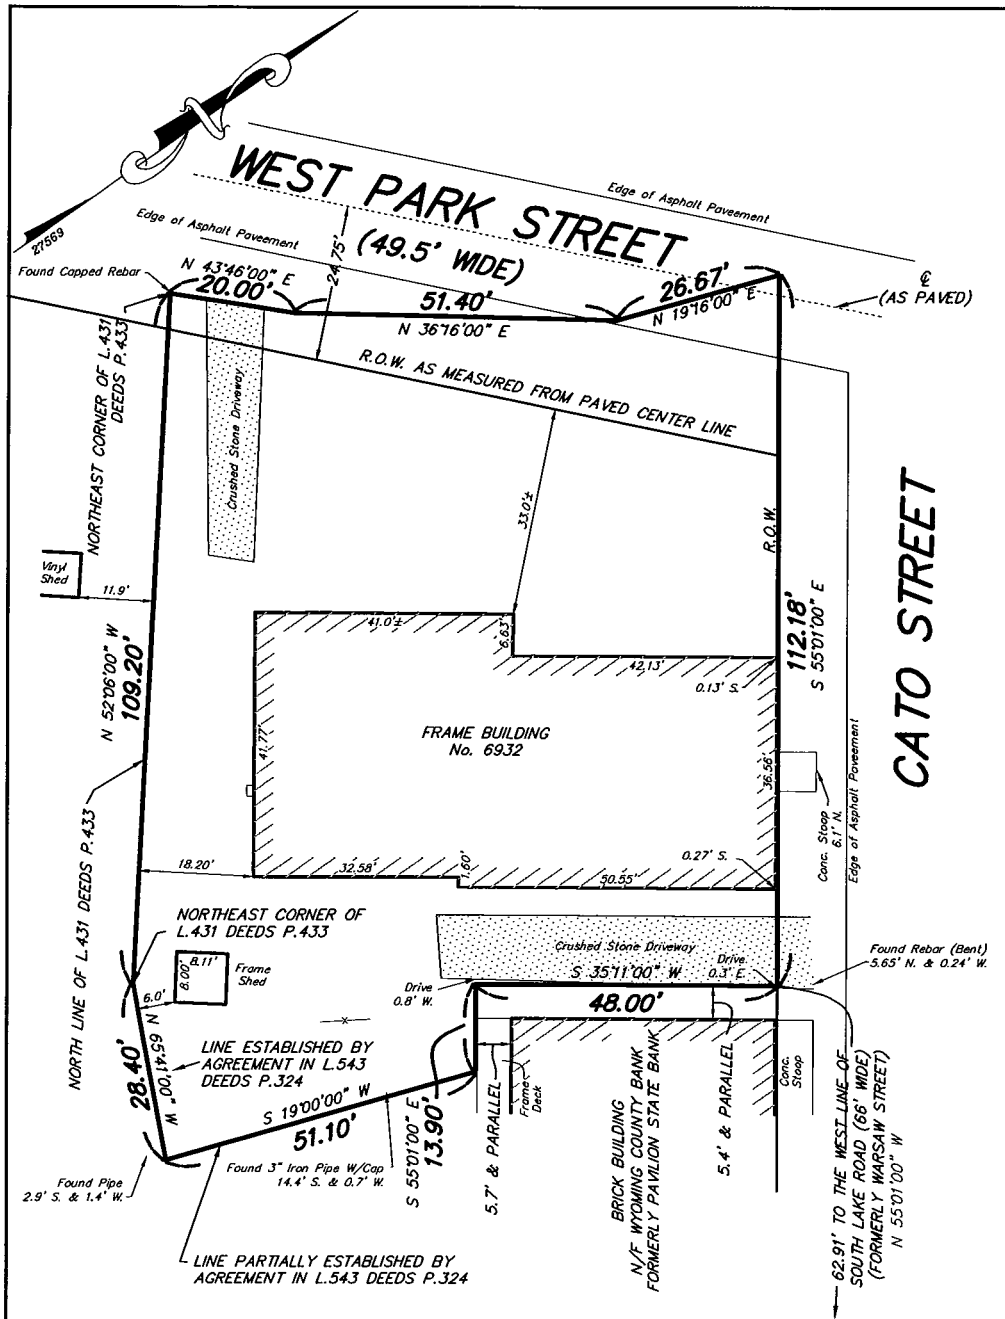 27569
WEST PARK STREET
(49.5' WIDE)
Edge of Asphalt Pavement
Edge of Asphalt Pavement
24.75'
℄
(AS PAVED)
Found Capped Rebar
N 43°46'00" E
20.00'
51.40'
N 36°16'00" E
26.67'
N 19°16'00" E
R.O.W. AS MEASURED FROM PAVED CENTER LINE
NORTHEAST CORNER OF L.431
DEEDS P.433
Crushed Stone Driveway
33.0'±
R.O.W.
CATO STREET
112.18'
S 55°01'00" E
Vinyl
Shed
11.9'
N 52°06'00" W
109.20'
41.0'±
6.63'
42.13'
0.13' S.
FRAME BUILDING
No. 6932
41.77'
36.56'
Conc. Stoop
6.1' N.
Edge of Asphalt Pavement
18.20'
32.58'
1.60'
50.55'
0.27' S.
NORTH LINE OF L.431 DEEDS P.433
NORTHEAST CORNER OF
L.431 DEEDS P.433
8.11'
8.00'
Frame
Shed
6.0'
Crushed Stone Driveway
Drive
0.3' E.
Drive
0.8' W.
S 35°11'00" W
48.00'
Found Rebar (Bent)
5.65' N. & 0.24' W.
N 65°41'00" W
28.40'
LINE ESTABLISHED BY
AGREEMENT IN L.543
DEEDS P.324
S 19°00'00" W
51.10'
S 55°01'00" E
13.90'
Found 3" Iron Pipe W/Cap
14.4' S. & 0.7' W.
Found Pipe
2.9' S. & 1.4' W.
LINE PARTIALLY ESTABLISHED BY
AGREEMENT IN L.543 DEEDS P.324
5.7' & PARALLEL
Frame
Deck
BRICK BUILDING
N/F WYOMING COUNTY BANK
FORMERLY PAVILION STATE BANK
5.4' & PARALLEL
Conc.
Stoop
62.91' TO THE WEST LINE OF
SOUTH LAKE ROAD (66' WIDE)
(FORMERLY WARSAW STREET)
N 55°01'00" W